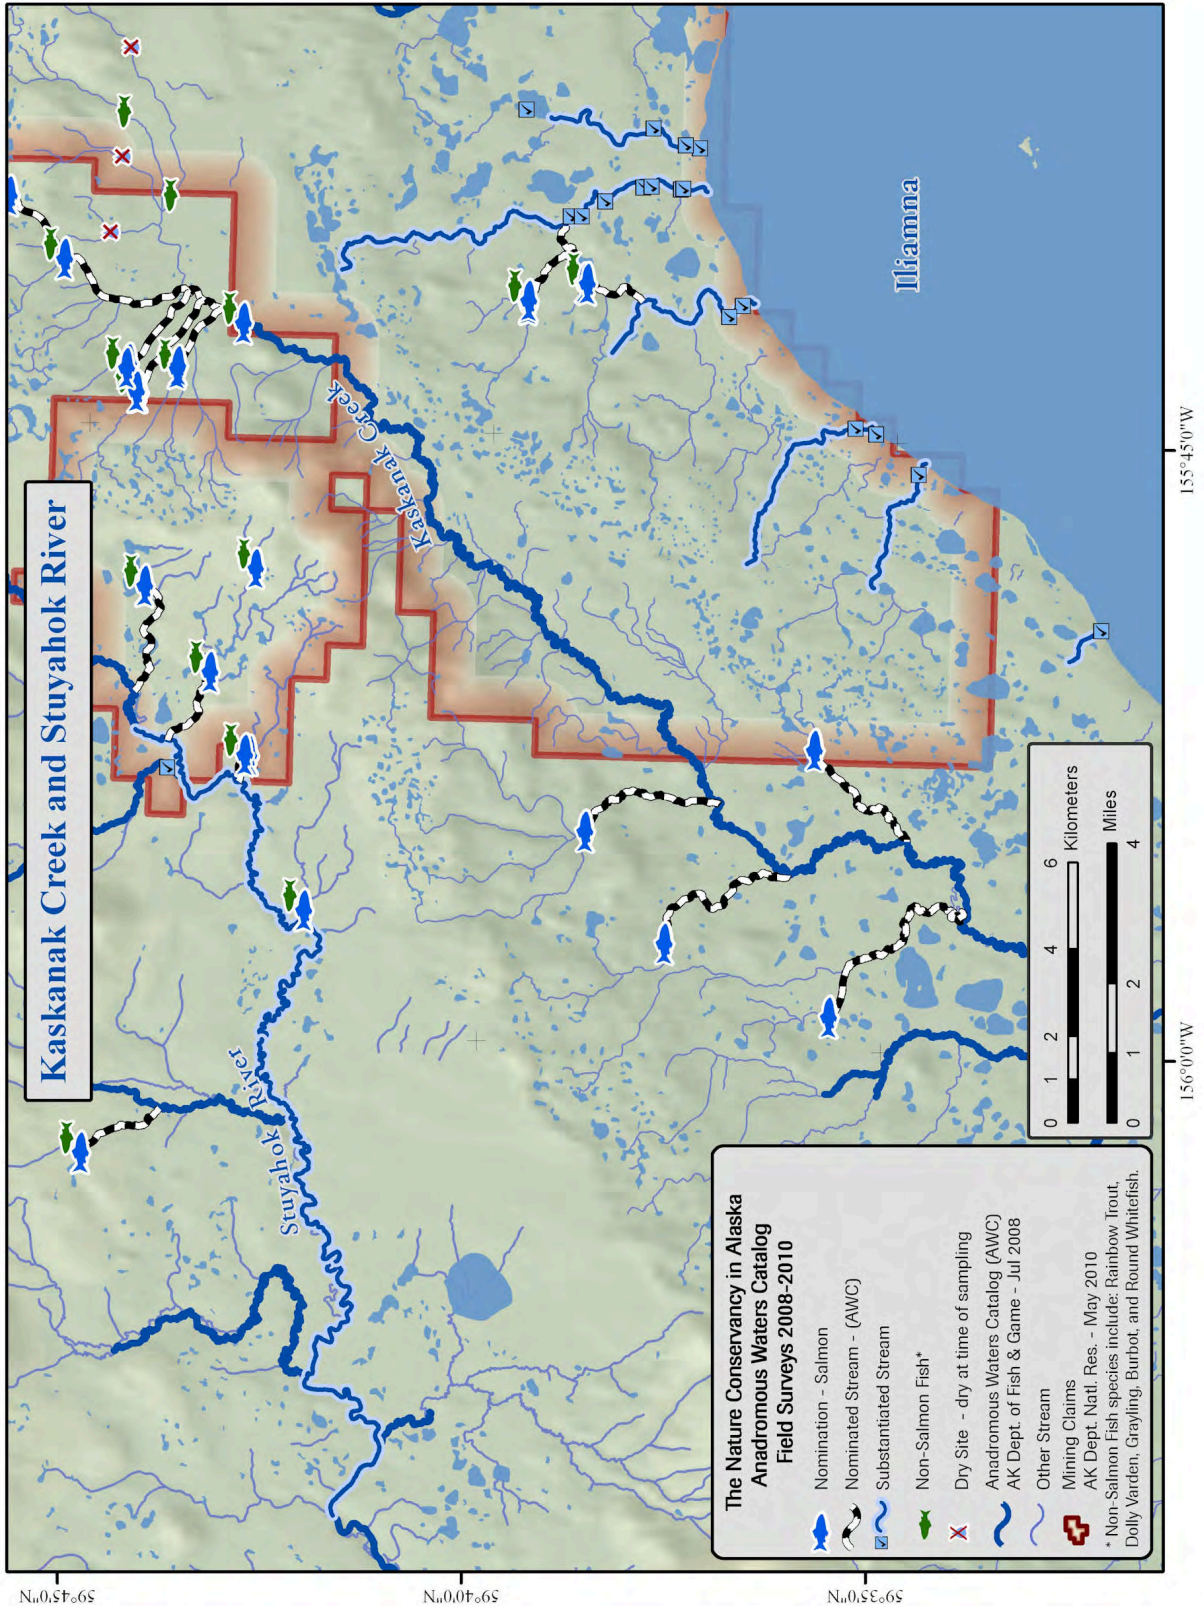 Kaskanak Creek and Stuyahok River
Kaskanak Creek
Stuyahok River
Iliamna
The Nature Conservancy in Alaska
Anadromous Waters Catalog
Field Surveys 2008-2010
Nomination - Salmon
Nominated Stream - (AWC)
Substantiated Stream
Non-Salmon Fish*
Dry Site - dry at time of sampling
Anadromous Waters Catalog (AWC)
AK Dept. of Fish & Game - Jul 2008
Other Stream
Mining Claims
AK Dept. Natl. Res. - May 2010
* Non-Salmon Fish species include: Rainbow Trout,
Dolly Varden, Grayling, Burbot, and Round Whitefish.
0 1 2 4 6
Kilometers
0 1 2 4
Miles
59°45'0"N
59°40'0"N
59°35'0"N
156°0'0"W
155°45'0"W